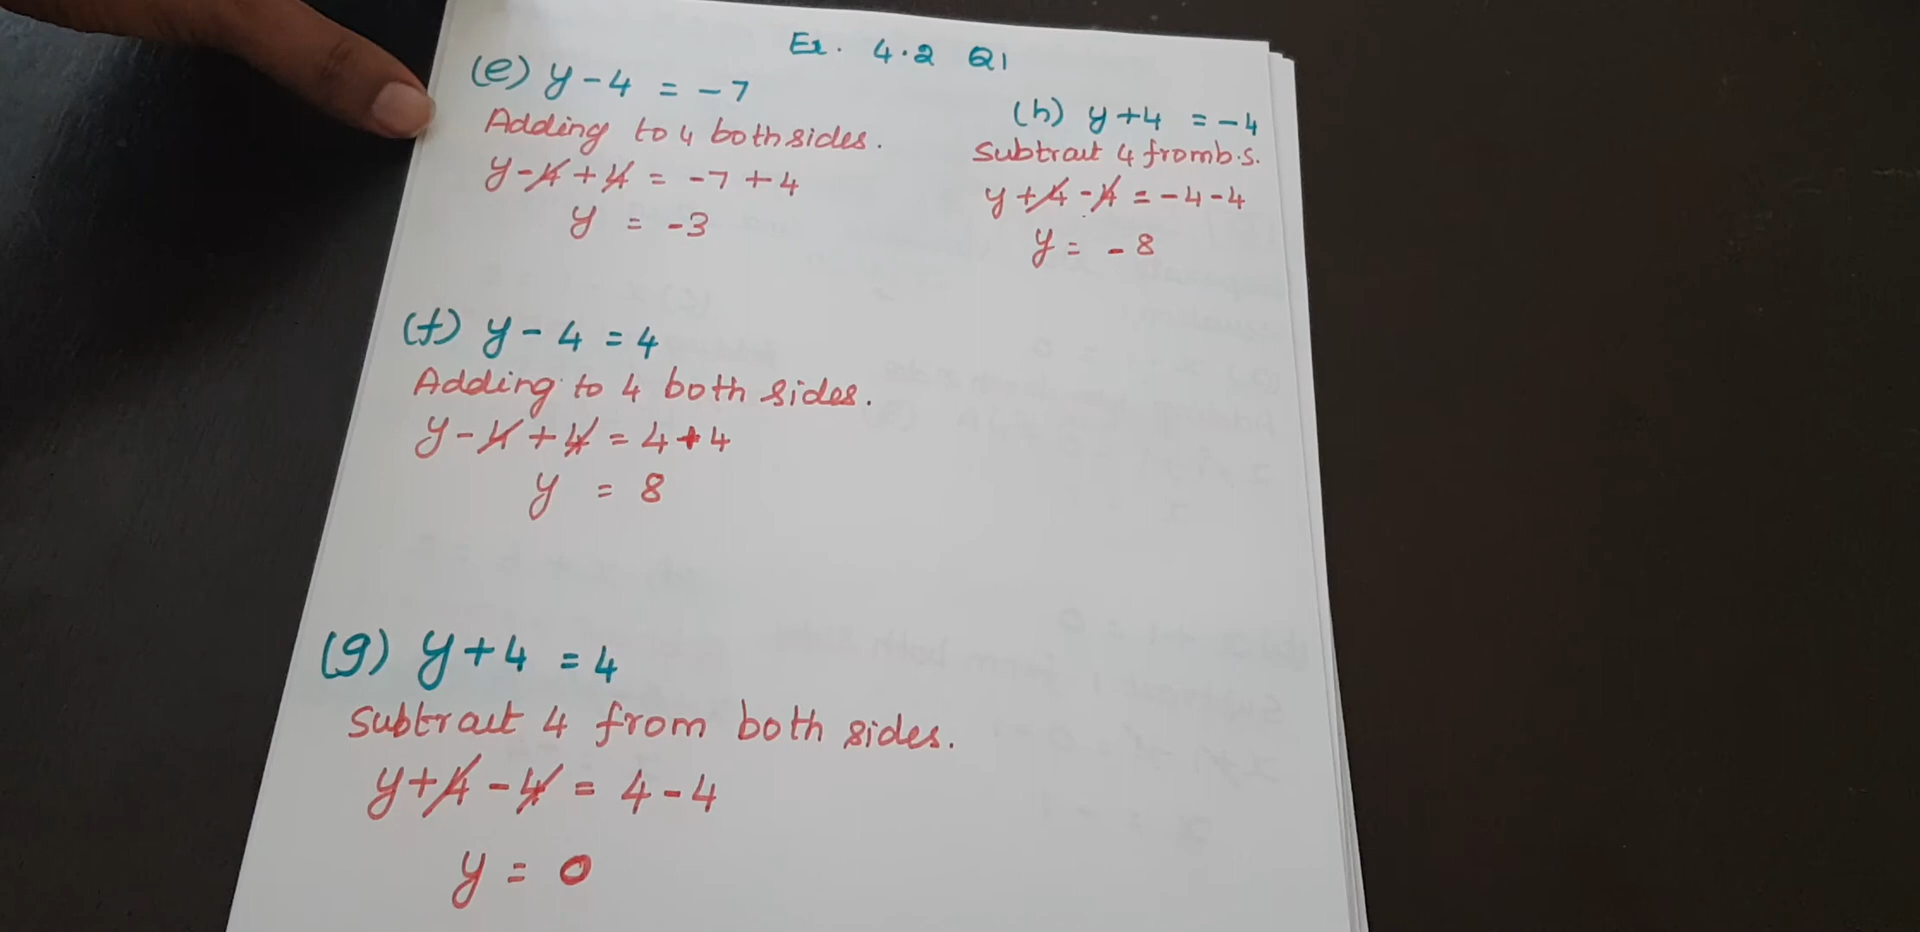 Ex. 4.2 Q1
(e) y - 4 = - 7
Adding to 4 both sides.
y - 4 + 4 = - 7 + 4
y = - 3
(h) y + 4 = - 4
Subtract 4 from b.s.
y + 4 - 4 = - 4 - 4
y = - 8
(f) y - 4 = 4
Adding to 4 both sides.
y - 4 + 4 = 4 + 4
y = 8
(g) y + 4 = 4
Subtract 4 from both sides.
y + 4 - 4 = 4 - 4
y = 0